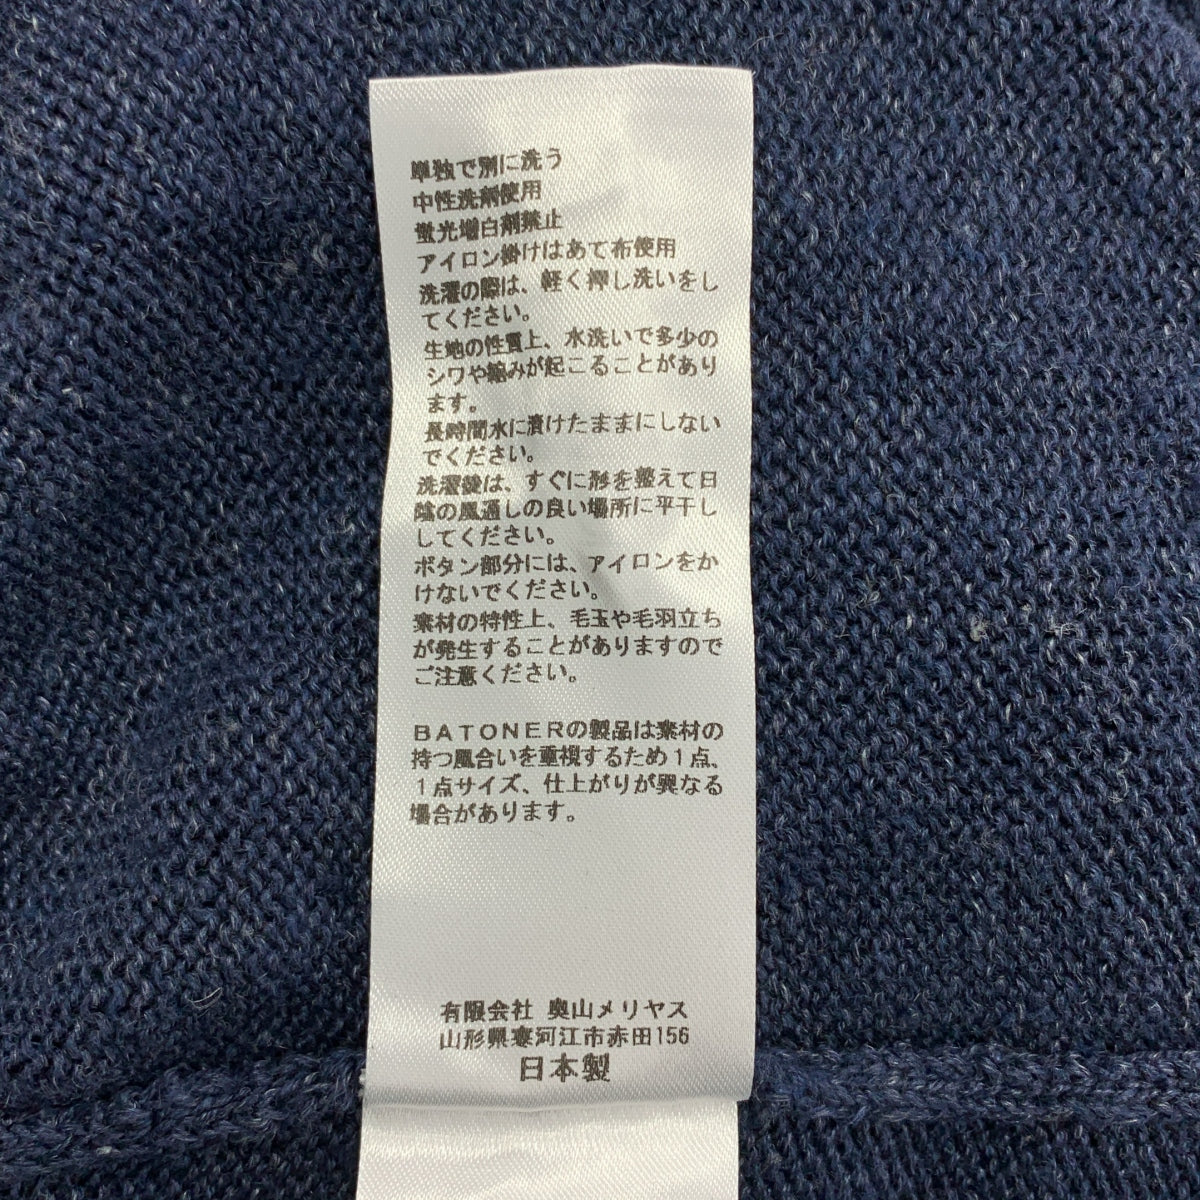 単独で別に洗う
中性洗剤使用
蛍光増白剤禁止
アイロン掛けはあて布使用
洗濯の際は、軽く押し洗いをし
てください。
生地の性質上、水洗いで多少の
シワや縮みが起こることがあり
ます。
長時間水に漬けたままにしない
でください。
洗濯後は、すぐに形を整えて日
陰の風通しの良い場所に平干し
してください。
ボタン部分には、アイロンをか
けないでください。
素材の特性上、毛玉や毛羽立ち
が発生することがありますので
ご注意ください。
BATONERの製品は素材の
持つ風合いを重視するため1点、
1点サイズ、仕上がりが異なる
場合があります。
有限会社 奥山メリヤス
山形県寒河江市赤田156
日本製